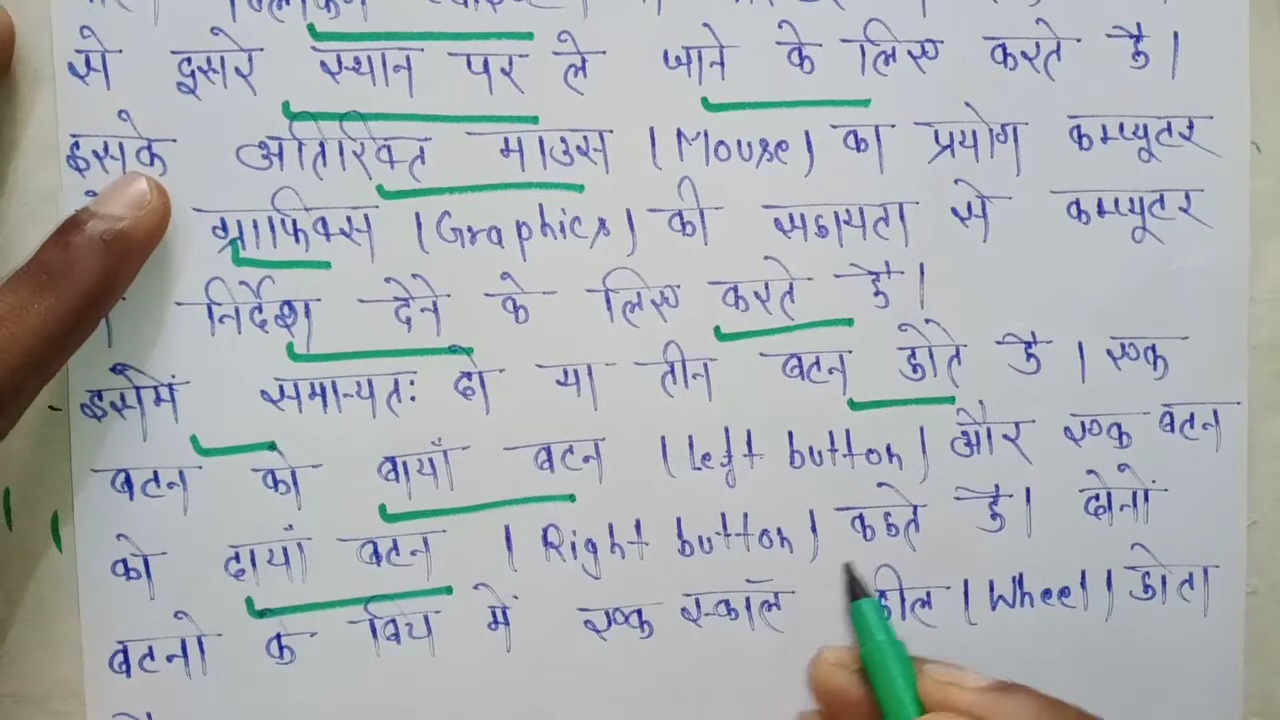 से दूसरे स्थान पर ले जाने के लिए करते है।
इसके अतिरिक्त माउस (Mouse) का प्रयोग कम्प्यूटर
ग्राफिक्स (Graphics) की सहायता से कम्प्यूटर
निर्देश देने के लिए करते है।
इसमें समान्यतः दो या तीन बटन होते है। एक
बटन को बायाँ बटन (left button) और एक बटन
को दायाँ बटन (Right button) कहते है। दोनों
बटनो के बिच में एक स्कॉल व्हील (Wheel) होता